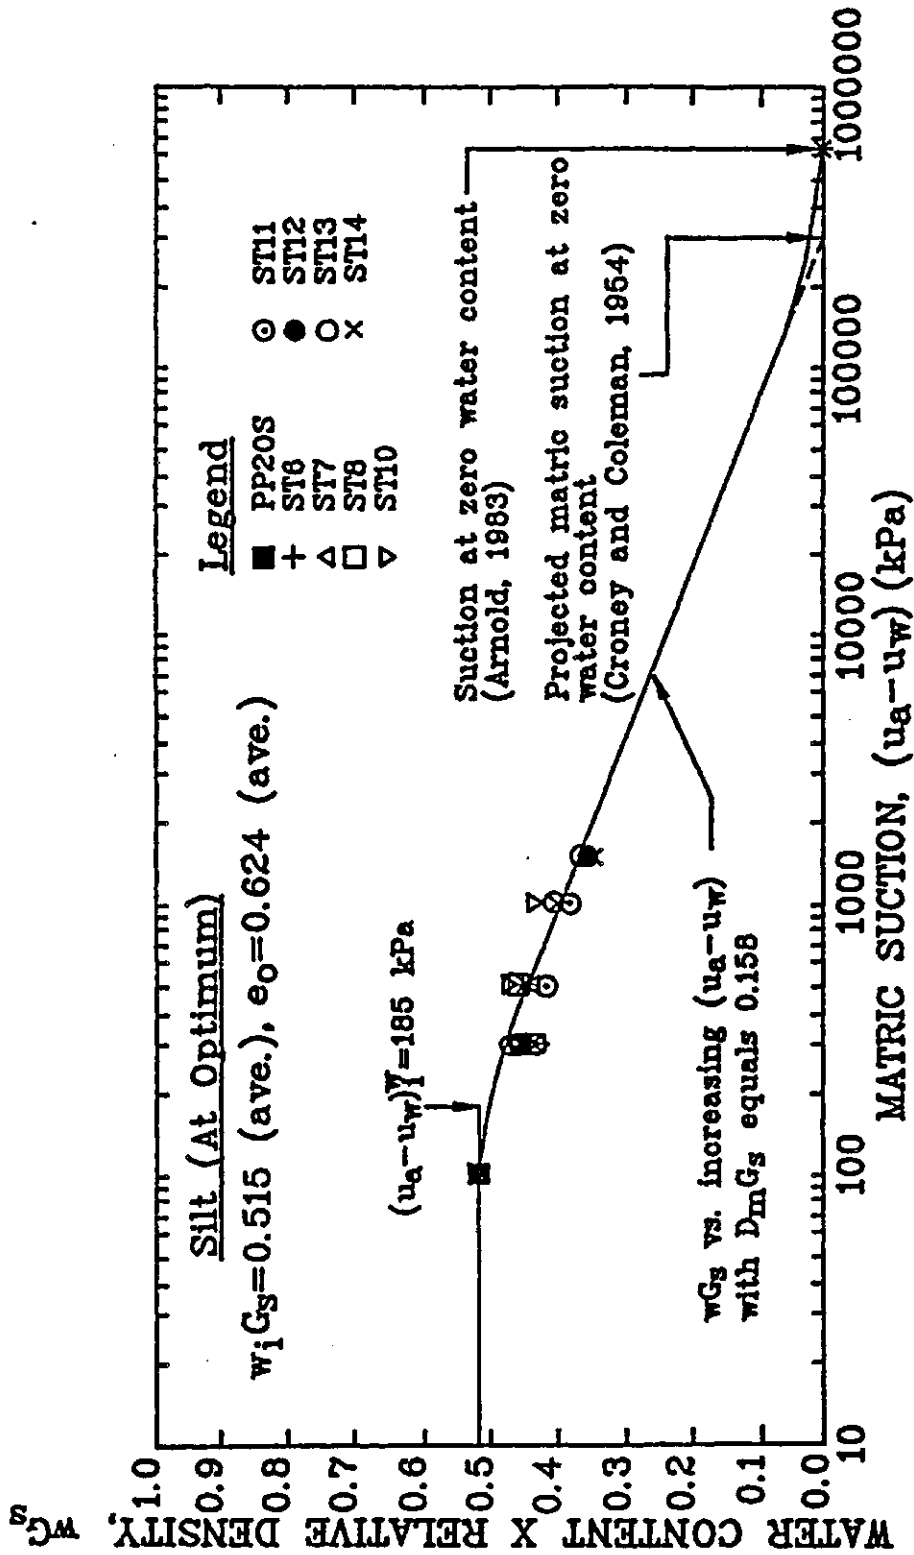 WATER CONTENT X RELATIVE DENSITY, wGs
1.0
0.9
0.8
0.7
0.6
0.5
0.4
0.3
0.2
0.1
0.0
Silt (At Optimum)
wiGs=0.515 (ave.), eo=0.624 (ave.)
Legend
PP20S
ST6
ST7
ST8
ST10
ST11
ST12
ST13
ST14
(ua-uw)YW=185 kPa
Suction at zero water content
(Arnold, 1983)
Projected matric suction at zero
water content
(Croney and Coleman, 1954)
wGs vs. increasing (ua-uw)
with DmGs equals 0.158
10
100
1000
10000
100000
1000000
MATRIC SUCTION, (ua-uw) (kPa)